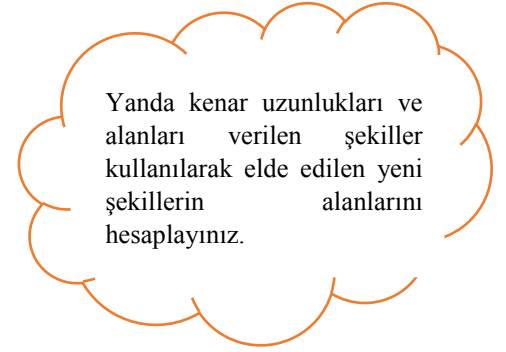 Yanda kenar uzunlukları ve
alanları verilen şekiller
kullanılarak elde edilen yeni
şekillerin alanlarını
hesaplayınız.